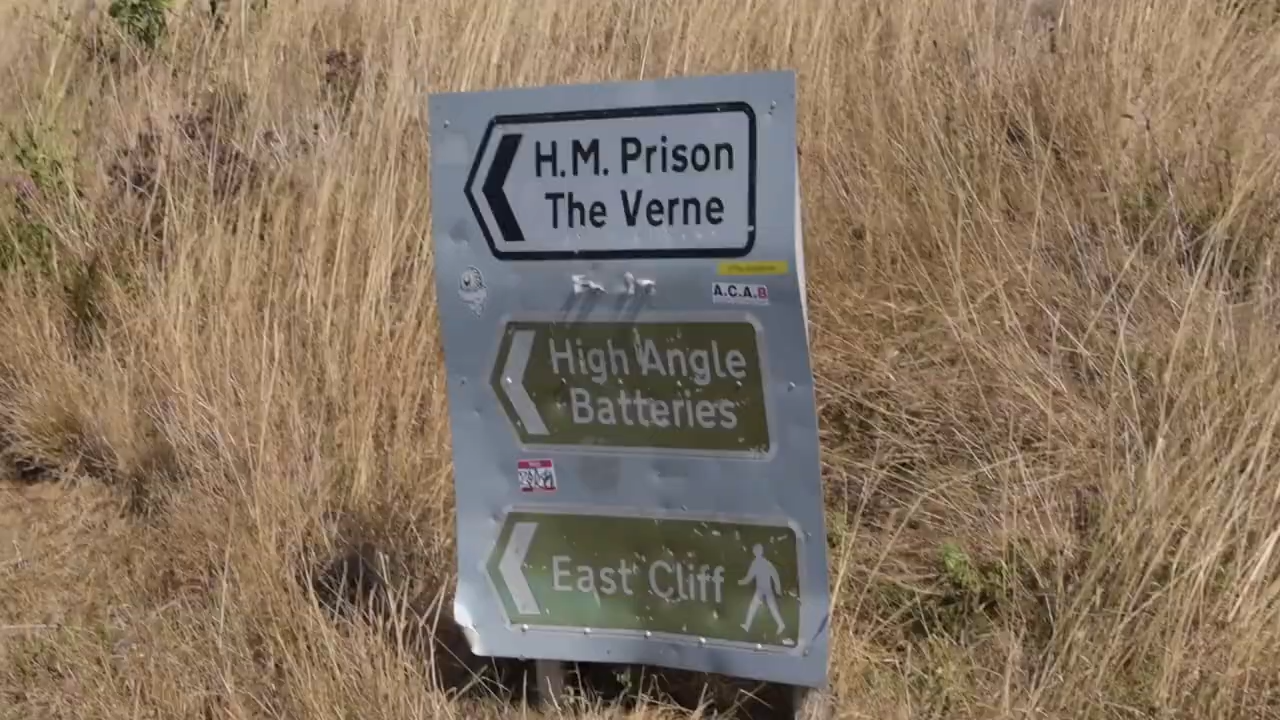 H.M. Prison
The Verne
A.C.A.B
High Angle
Batteries
East Cliff